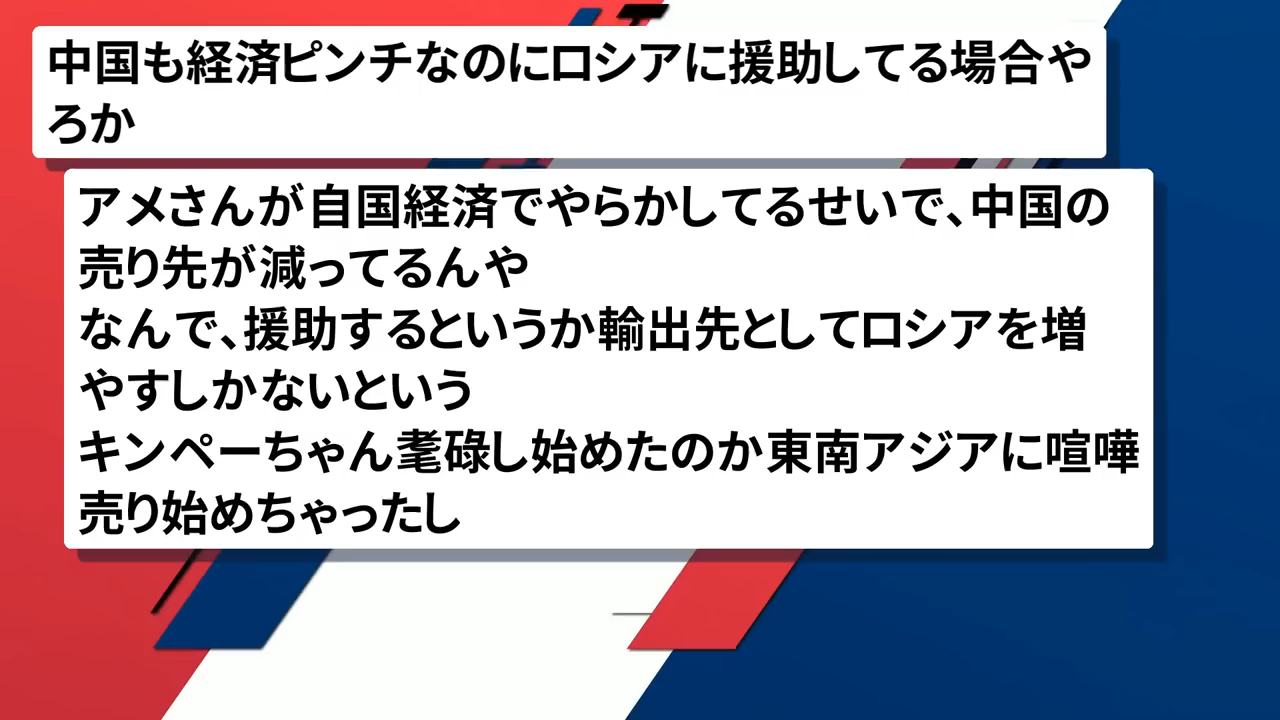 中国も経済ピンチなのにロシアに援助してる場合や
ろか
アメさんが自国経済でやらかしてるせいで、中国の
売り先が減ってるんや
なんで、援助するというか輸出先としてロシアを増
やすしかないという
キンペーちゃん耄碌し始めたのか東南アジアに喧嘩
売り始めちゃったし